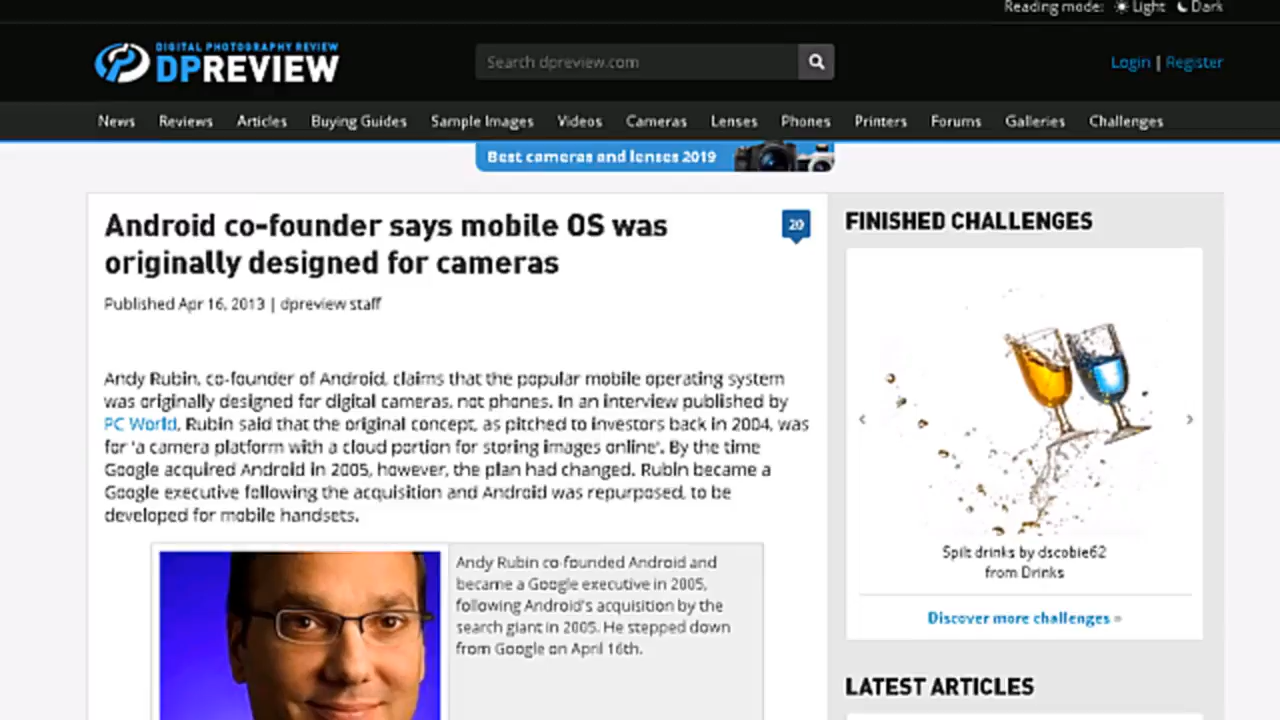 Reading mode: Light Dark
DIGITAL PHOTOGRAPHY REVIEW
DPREVIEW
Search dpreview.com
Login | Register
News Reviews Articles Buying Guides Sample Images Videos Cameras Lenses Phones Printers Forums Galleries Challenges
Best cameras and lenses 2019
Android co-founder says mobile OS was
originally designed for cameras
20
Published Apr 16, 2013 | dpreview staff
Andy Rubin, co-founder of Android, claims that the popular mobile operating system
was originally designed for digital cameras, not phones. In an interview published by
PC World, Rubin said that the original concept, as pitched to investors back in 2004, was
for 'a camera platform with a cloud portion for storing images online'. By the time
Google acquired Android in 2005, however, the plan had changed. Rubin became a
Google executive following the acquisition and Android was repurposed, to be
developed for mobile handsets.
Andy Rubin co-founded Android and
became a Google executive in 2005,
following Android's acquisition by the
search giant in 2005. He stepped down
from Google on April 16th.
FINISHED CHALLENGES
Spilt drinks by dscobie62
from Drinks
Discover more challenges »
LATEST ARTICLES